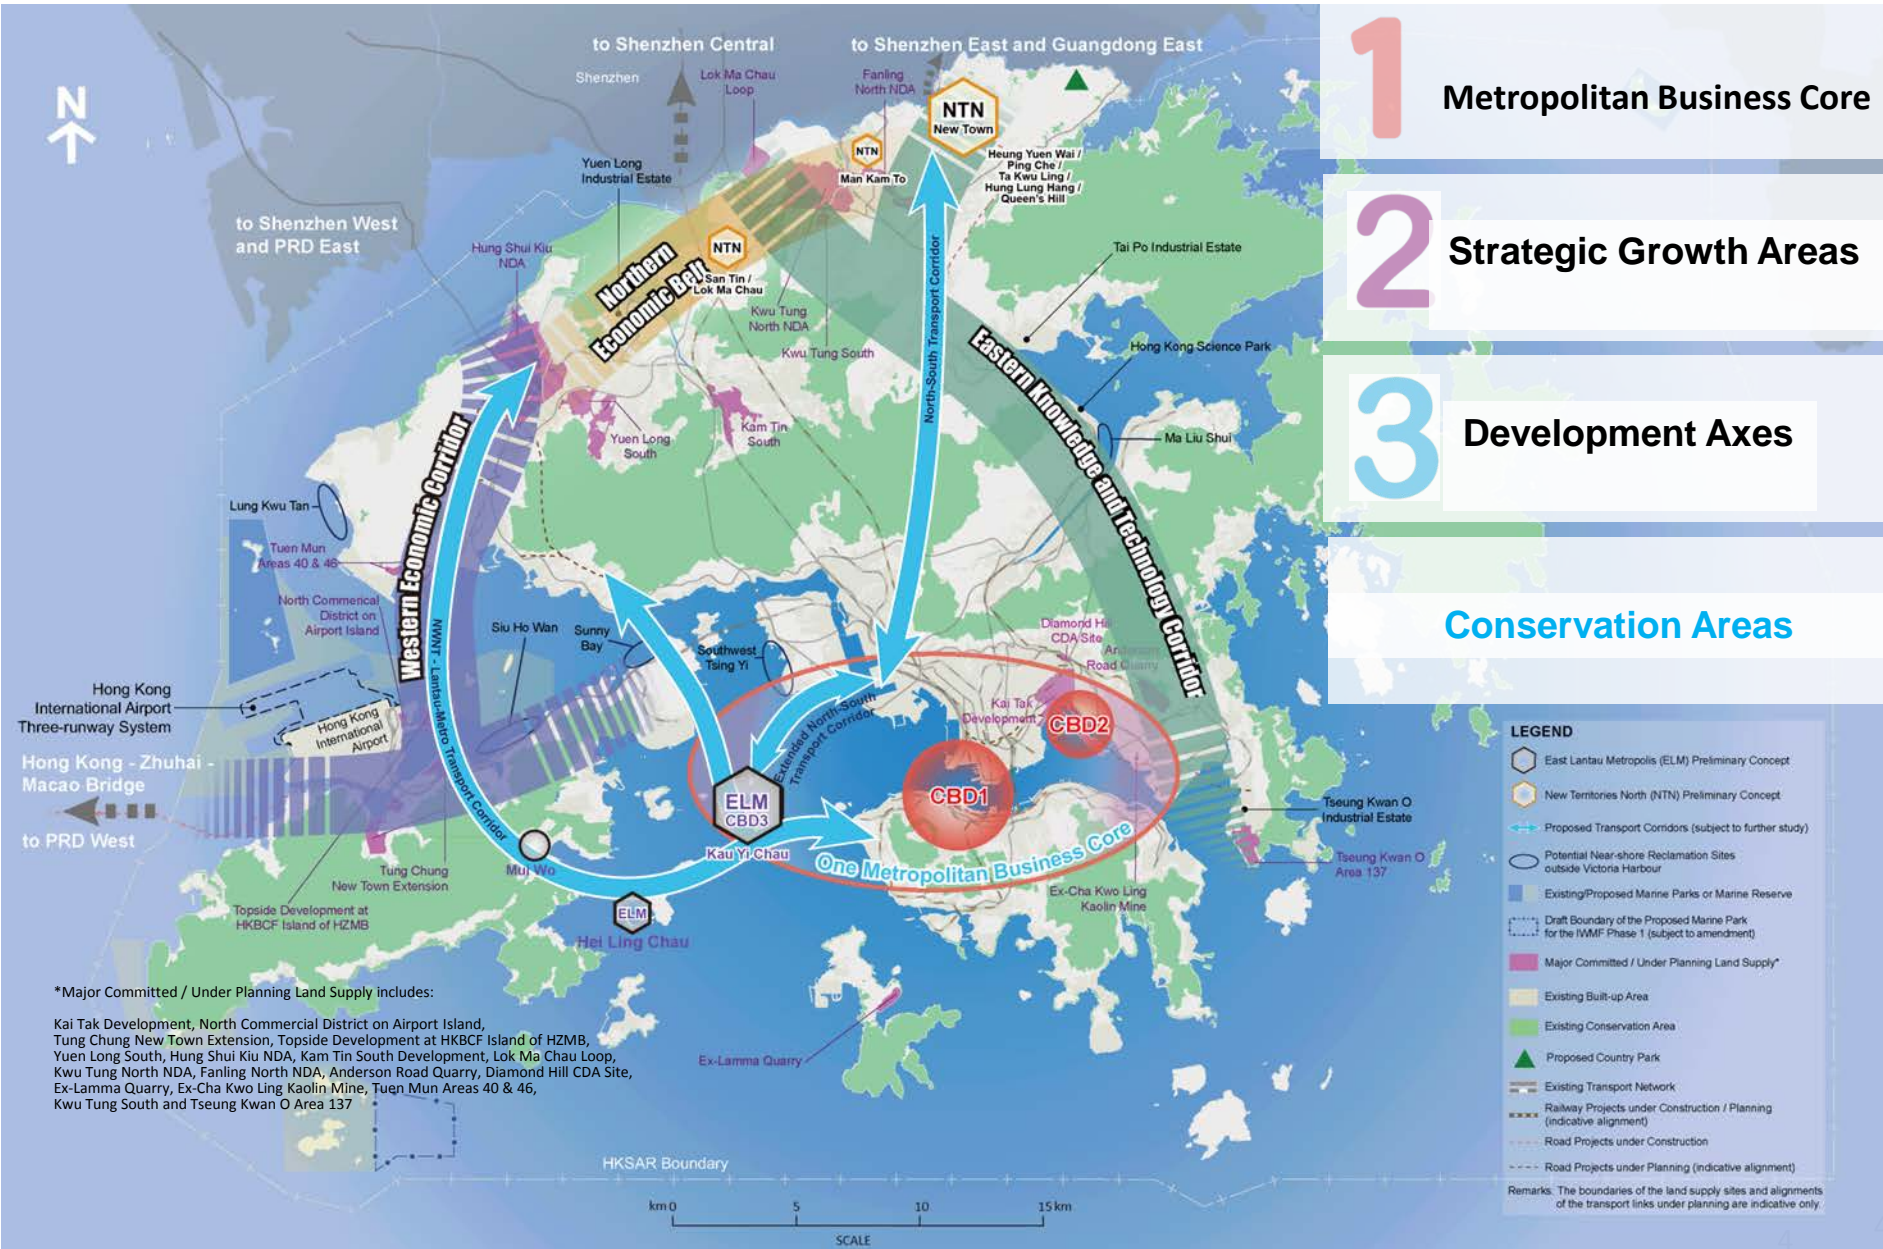 1
Metropolitan Business Core
2
Strategic Growth Areas
3
Development Axes
Conservation Areas
N
to Shenzhen Central
to Shenzhen East and Guangdong East
Shenzhen
Lok Ma Chau
Loop
Fanling
North NDA
NTN
New Town
Yuen Long
Industrial Estate
NTN
Man Kam To
Heung Yuen Wai /
Ping Che /
Ta Kwu Ling /
Hung Lung Hang /
Queen's Hill
to Shenzhen West
and PRD East
Hung Shui Kiu
NDA
Northern
Economic Belt
NTN
San Tin /
Lok Ma Chau
North-South Transport Corridor
Tai Po Industrial Estate
Kwu Tung
North NDA
Kwu Tung South
Eastern Knowledge and Technology Corridor
Hong Kong Science Park
Western Economic Corridor
Yuen Long
South
Kam Tin
South
Ma Liu Shui
Lung Kwu Tan
Tuen Mun
Areas 40 & 46
North Commerical
District on
Airport Island
NWNT - Lantau-Metro Transport Corridor
Siu Ho Wan
Sunny
Bay
Southwest
Tsing Yi
Diamond Hill
CDA Site
Anderson
Road Quarry
Hong Kong
International Airport
Three-runway System
Hong Kong
International
Airport
Kai Tak
Development
CBD2
Extended North-South
Transport Corridor
Hong Kong - Zhuhai -
Macao Bridge
to PRD West
ELM
CBD3
Kau Yi Chau
CBD1
One Metropolitan Business Core
Tseung Kwan O
Industrial Estate
Tseung Kwan O
Area 137
Mui Wo
Tung Chung
New Town Extension
Topside Development at
HKBCF Island of HZMB
ELM
Hei Ling Chau
Ex-Cha Kwo Ling
Kaolin Mine
Ex-Lamma Quarry
*Major Committed / Under Planning Land Supply includes:
Kai Tak Development, North Commercial District on Airport Island,
Tung Chung New Town Extension, Topside Development at HKBCF Island of HZMB,
Yuen Long South, Hung Shui Kiu NDA, Kam Tin South Development, Lok Ma Chau Loop,
Kwu Tung North NDA, Fanling North NDA, Anderson Road Quarry, Diamond Hill CDA Site,
Ex-Lamma Quarry, Ex-Cha Kwo Ling Kaolin Mine, Tuen Mun Areas 40 & 46,
Kwu Tung South and Tseung Kwan O Area 137
HKSAR Boundary
km 0 5 10 15 km
SCALE
LEGEND
East Lantau Metropolis (ELM) Preliminary Concept
New Territories North (NTN) Preliminary Concept
Proposed Transport Corridors (subject to further study)
Potential Near-shore Reclamation Sites
outside Victoria Harbour
Existing/Proposed Marine Parks or Marine Reserve
Draft Boundary of the Proposed Marine Park
for the IWMF Phase 1 (subject to amendment)
Major Committed / Under Planning Land Supply*
Existing Built-up Area
Existing Conservation Area
Proposed Country Park
Existing Transport Network
Railway Projects under Construction / Planning
(indicative alignment)
Road Projects under Construction
Road Projects under Planning (indicative alignment)
Remarks: The boundaries of the land supply sites and alignments
of the transport links under planning are indicative only.
4